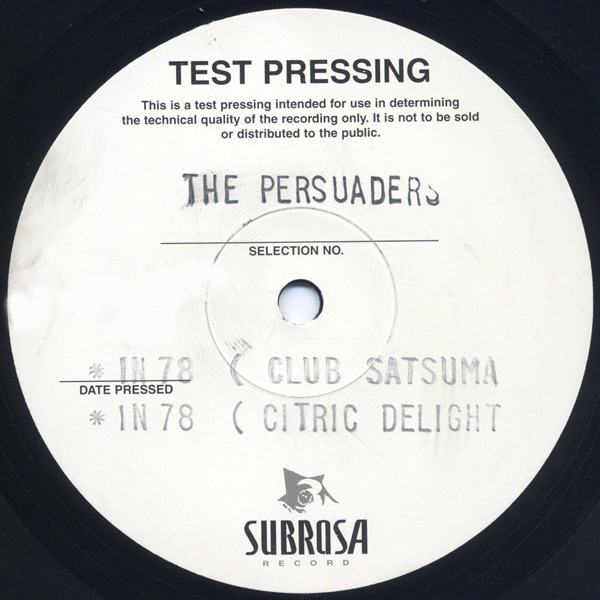 TEST PRESSING
This is a test pressing intended for use in determining
the technical quality of the recording only. It is not to be sold
or distributed to the public.
THE PERSUADERS
SELECTION NO.
* IN 78 ( CLUB SATSUMA
DATE PRESSED
* IN 78 ( CITRIC DELIGHT
SUBROSA
RECORD